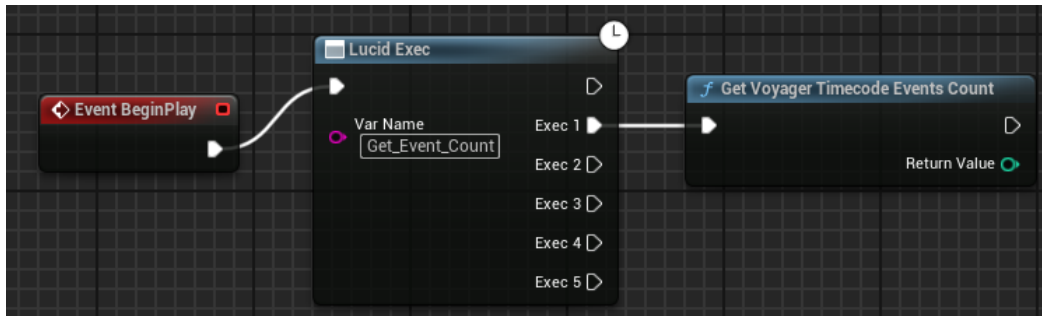 Event BeginPlay
Lucid Exec
Var Name
Get_Event_Count
Exec 1
Exec 2
Exec 3
Exec 4
Exec 5
f Get Voyager Timecode Events Count
Return Value